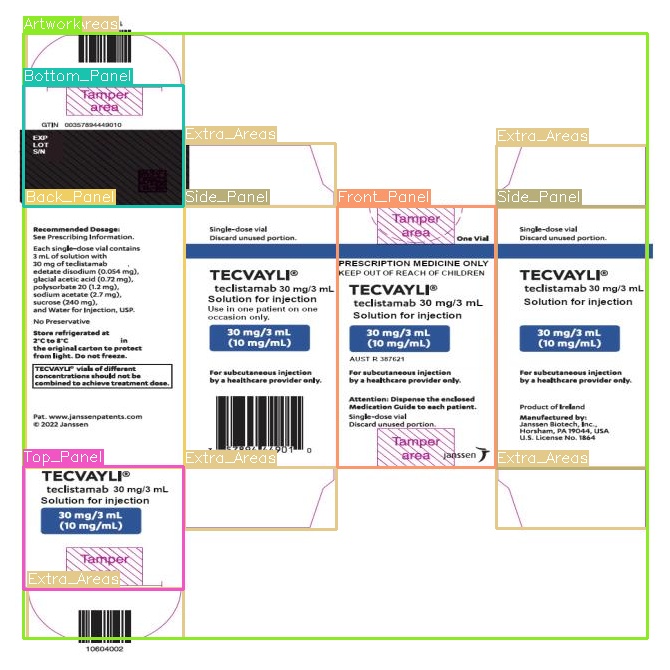 Artwork
reas
Bottom_Panel
Tamper
area
GTIN 00357894449010
EXP
LOT
S/N
Extra_Areas
Extra_Areas
Back_Panel
Recommended Dosage:
See Prescribing Information.
Each single-dose vial contains
3 mL of solution with
30 mg of teclistamab
edetate disodium (0.054 mg),
glacial acetic acid (0.72 mg),
polysorbate 20 (1.2 mg),
sodium acetate (2.7 mg),
sucrose (240 mg),
and Water for Injection, USP.
No Preservative
Store refrigerated at
2°C to 8°C in
the original carton to protect
from light. Do not freeze.
TECVAYLI® vials of different
concentrations should not be
combined to achieve treatment dose.
Pat. www.janssenpatents.com
© 2022 Janssen
Side_Panel
Single-dose vial
Discard unused portion.
TECVAYLI®
teclistamab 30 mg/3 mL
Solution for injection
Use in one patient on one
occasion only.
30 mg/3 mL
(10 mg/mL)
For subcutaneous injection
by a healthcare provider only.
Front_Panel
Tamper
area
One Vial
PRESCRIPTION MEDICINE ONLY
KEEP OUT OF REACH OF CHILDREN
TECVAYLI®
teclistamab 30 mg/3 mL
Solution for injection
30 mg/3 mL
(10 mg/mL)
AUST R 387621
For subcutaneous injection
by a healthcare provider only.
Attention: Dispense the enclosed
Medication Guide to each patient.
Single-dose vial
Discard unused portion.
Tamper
area
janssen
Side_Panel
Single-dose vial
Discard unused portion.
TECVAYLI®
teclistamab 30 mg/3 mL
Solution for injection
30 mg/3 mL
(10 mg/mL)
For subcutaneous injection
by a healthcare provider only.
Product of Ireland
Manufactured by:
Janssen Biotech, Inc.,
Horsham, PA 19044, USA
U.S. License No. 1864
Top_Panel
TECVAYLI®
teclistamab 30 mg/3 mL
Solution for injection
30 mg/3 mL
(10 mg/mL)
Tamper
Extra_Areas
Extra_Areas
Extra_Areas
10604002